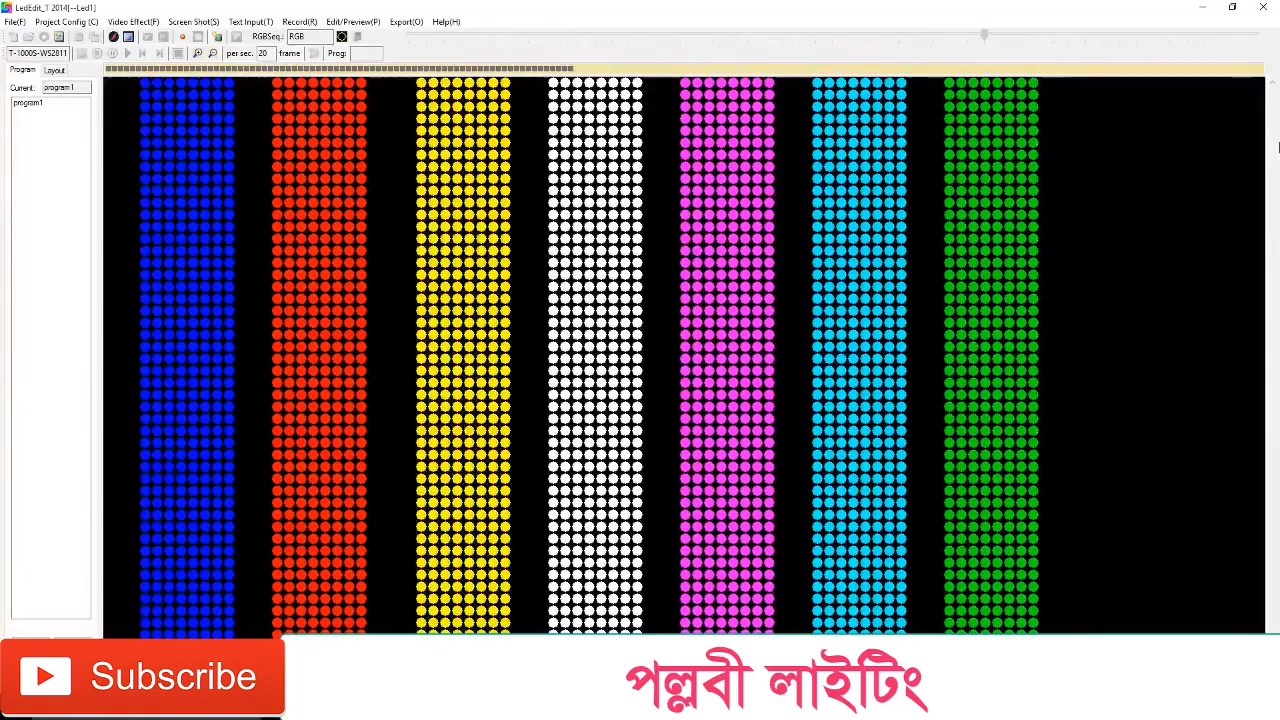 LedEdit_T 2014[--Led1]
File(F) Project Config (C) Video Effect(F) Screen Shot(S) Text Input(T) Record(R) Edit/Preview(P) Export(O) Help(H)
RGBSeq.: RGB
T-1000S-WS2811 per sec. 20 frame Prog:
Program Layout
Current: program1
program1
Subscribe
পল্লবী লাইটিং